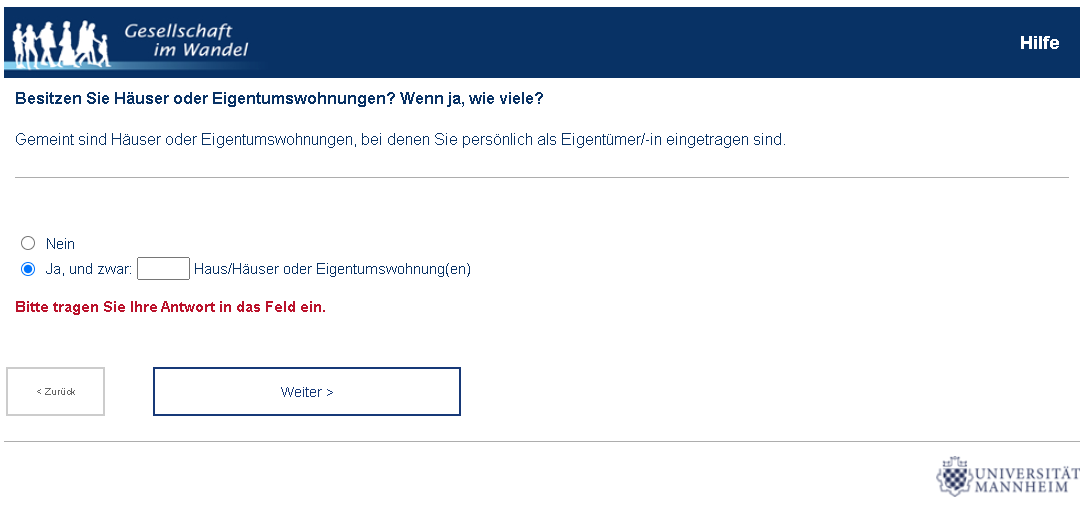 Gesellschaft
im Wandel
Hilfe
Besitzen Sie Häuser oder Eigentumswohnungen? Wenn ja, wie viele?
Gemeint sind Häuser oder Eigentumswohnungen, bei denen Sie persönlich als Eigentümer/-in eingetragen sind.
Nein
Ja, und zwar: Haus/Häuser oder Eigentumswohnung(en)
Bitte tragen Sie Ihre Antwort in das Feld ein.
< Zurück
Weiter >
UNIVERSITÄT
MANNHEIM